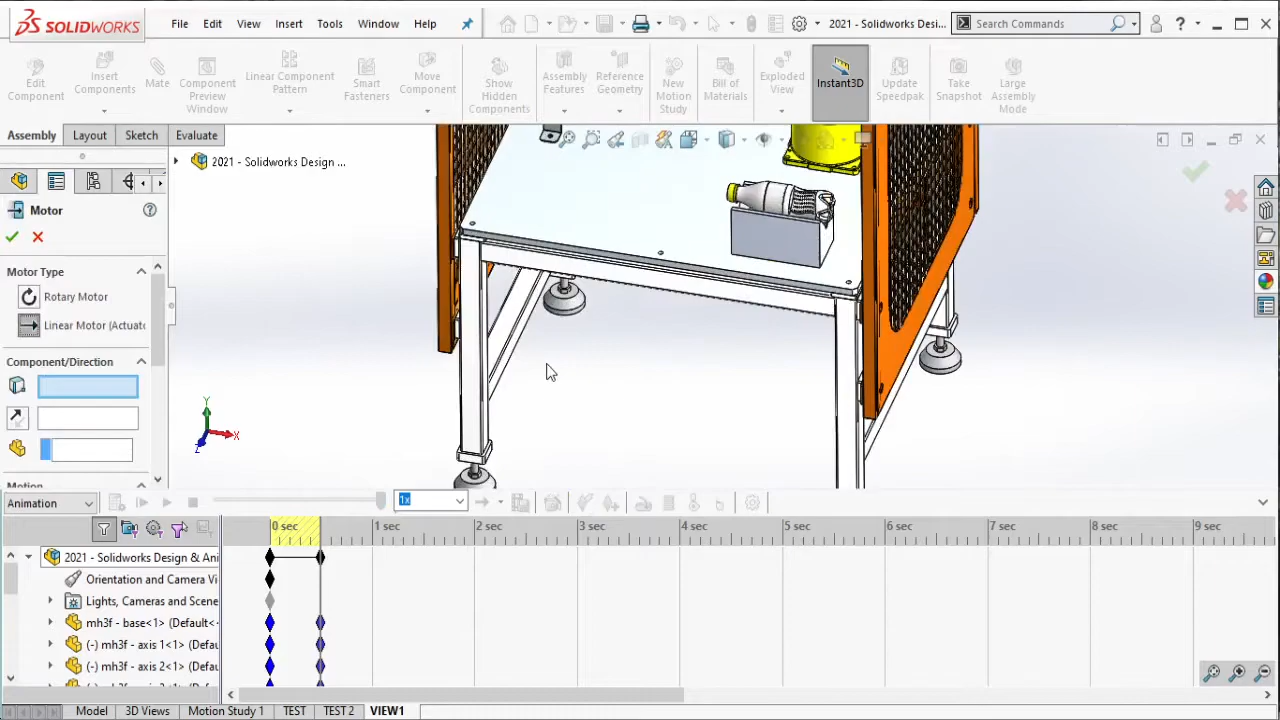 SOLIDWORKS
File Edit View Insert Tools Window Help
2021 - Solidworks Desi...
Search Commands
Edit Component
Insert Components
Mate
Component Preview Window
Linear Component Pattern
Smart Fasteners
Move Component
Show Hidden Components
Assembly Features
Reference Geometry
New Motion Study
Bill of Materials
Exploded View
Instant3D
Update Speedpak
Take Snapshot
Large Assembly Mode
Assembly Layout Sketch Evaluate
2021 - Solidworks Design ...
Motor
Motor Type
Rotary Motor
Linear Motor (Actuatc
Component/Direction
Motion
Y
X
Z
Animation
1x
0 sec 1 sec 2 sec 3 sec 4 sec 5 sec 6 sec 7 sec 8 sec 9 sec
2021 - Solidworks Design & Ani
Orientation and Camera Vi
Lights, Cameras and Scene
mh3f - base<1> (Default<
(-) mh3f - axis 1<1> (Defau
(-) mh3f - axis 2<1> (Defau
Model 3D Views Motion Study 1 TEST TEST 2 VIEW1